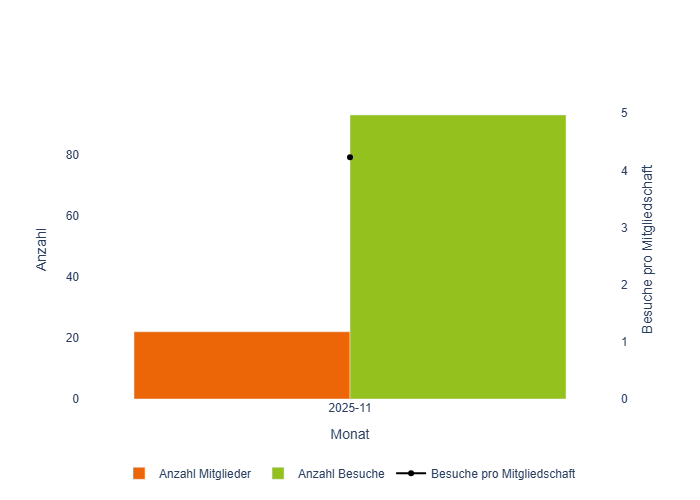 5
80
4
60
3
40
2
20
1
0
0
Anzahl
Besuche pro Mitgliedschaft
2025-11
Monat
Anzahl Mitglieder
Anzahl Besuche
Besuche pro Mitgliedschaft